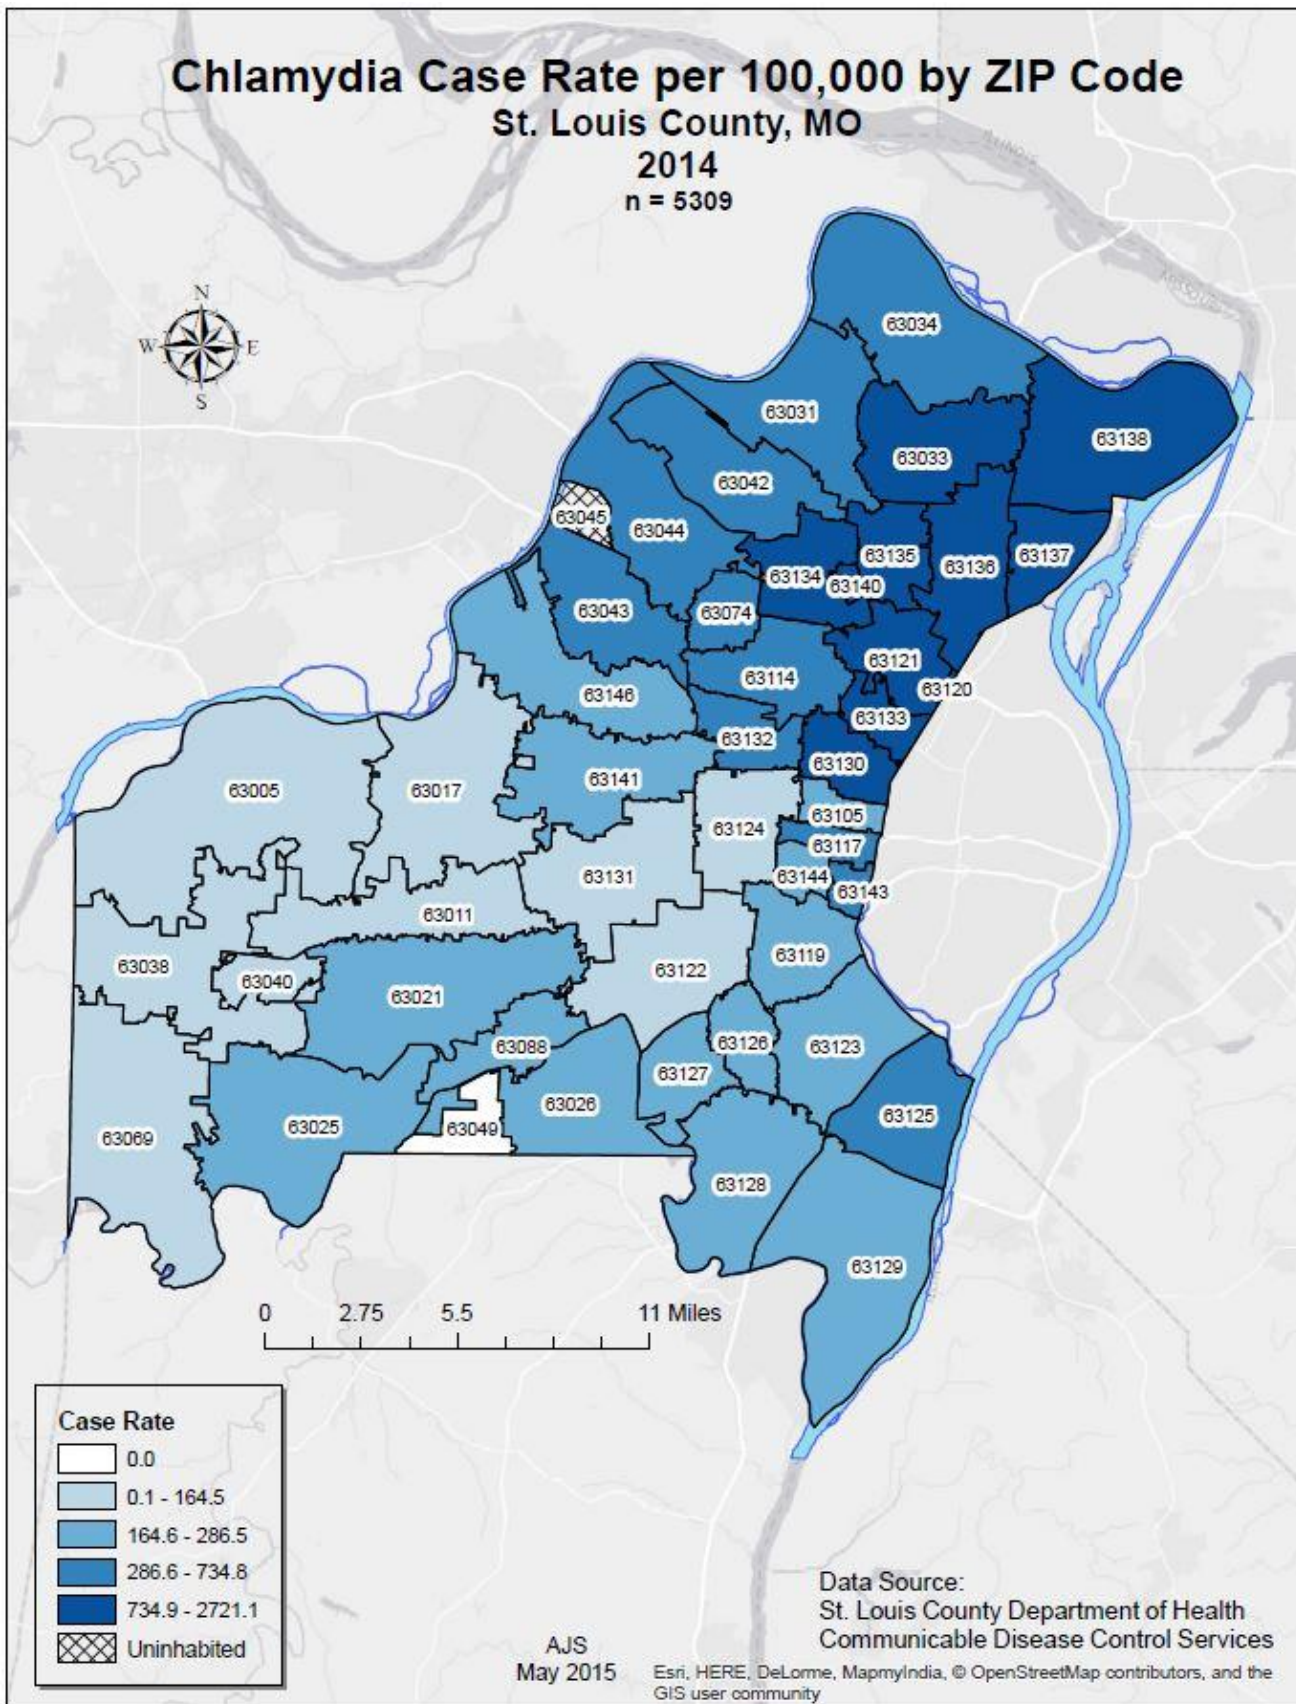 Chlamydia Case Rate per 100,000 by ZIP Code
St. Louis County, MO
2014
n = 5309
ILLINOIS
N
W E
S
63034
63031
63138
63033
63042
63045
63044
63135
63137
63136
63134
63140
63043
63074
63121
63114
63120
63146
63133
63132
63130
63141
63005
63017
63105
63124
63117
63131
63144
63143
63011
63119
63038
63122
63040
63021
63126
63123
63088
63127
63026
63125
63025
63049
63069
63128
63129
0 2.75 5.5 11 Miles
Case Rate
0.0
0.1 - 164.5
164.6 - 286.5
286.6 - 734.8
734.9 - 2721.1
Uninhabited
AJS
May 2015
Data Source:
St. Louis County Department of Health
Communicable Disease Control Services
Esri, HERE, DeLorme, MapmyIndia, © OpenStreetMap contributors, and the
GIS user community